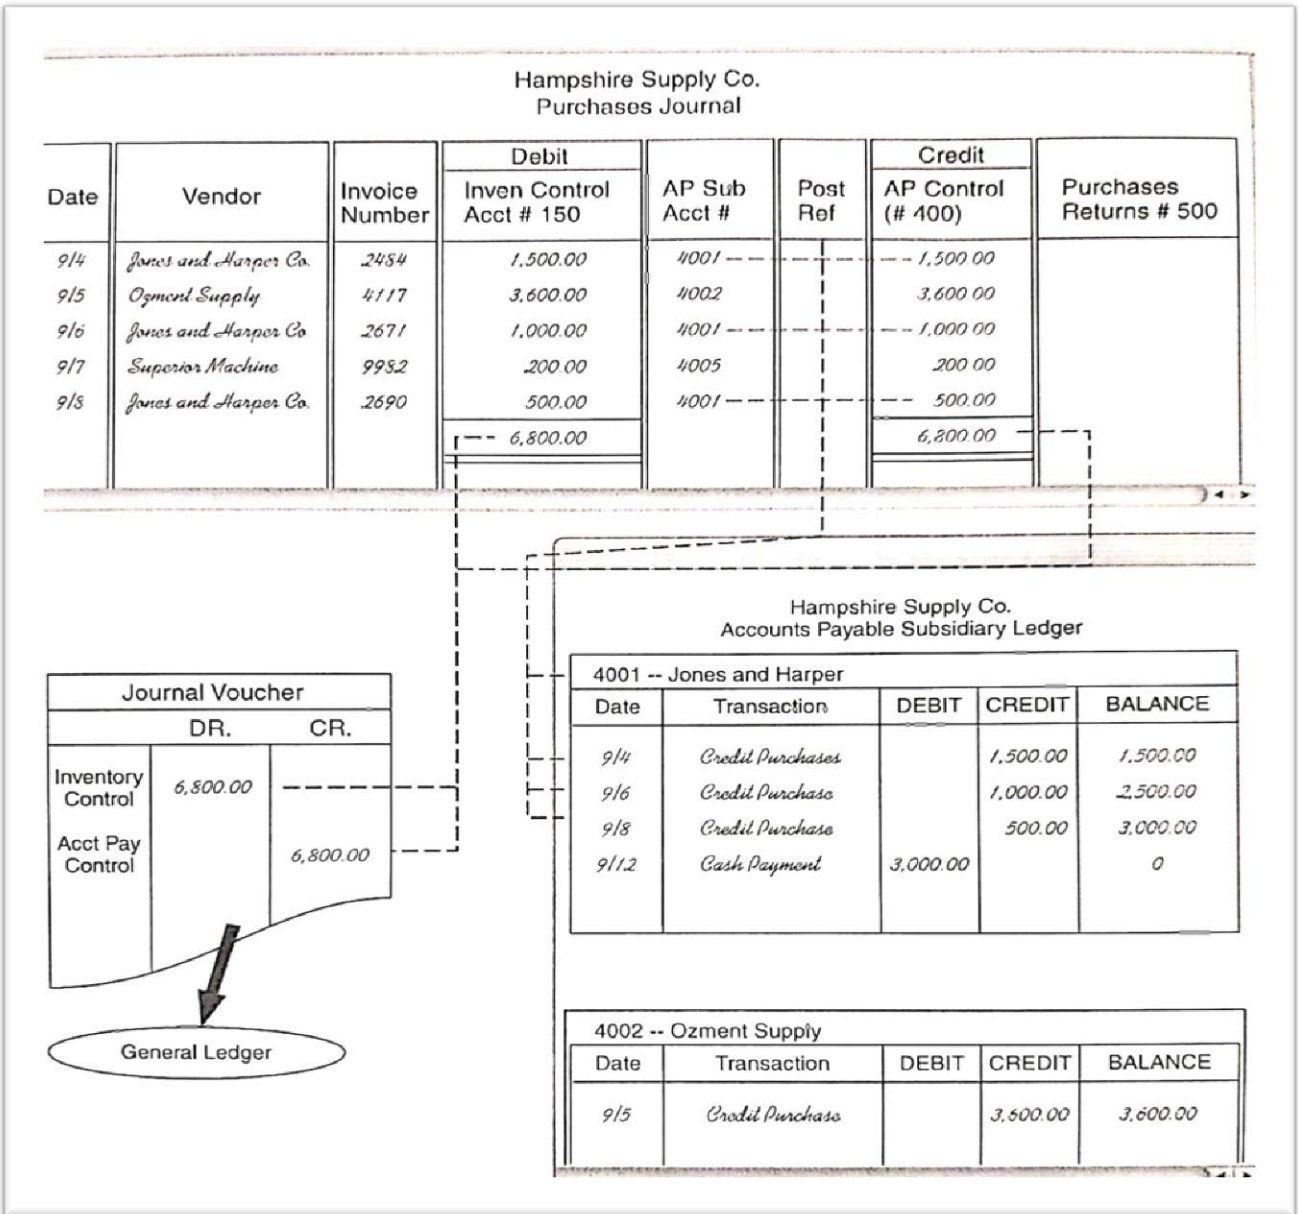 Hampshire Supply Co.
Purchases Journal
Debit Credit
Date Vendor Invoice Number Inven Control Acct # 150 AP Sub Acct # Post Ref AP Control (# 400) Purchases Returns # 500
9/4 Jones and Harper Co. 2484 1,500.00 4001 1,500 00
9/5 Ozment Supply 4117 3,600.00 4002 3,600 00
9/6 Jones and Harper Co 2671 1,000.00 4001 1,000 00
9/7 Superior Machine 9982 200.00 4005 200 00
9/8 Jones and Harper Co. 2690 500.00 4001 500.00
6,800.00 6,800.00
Hampshire Supply Co.
Accounts Payable Subsidiary Ledger
4001 -- Jones and Harper
Date Transaction DEBIT CREDIT BALANCE
9/4 Credit Purchases 1,500.00 1,500.00
9/6 Credit Purchase 1,000.00 2,500.00
9/8 Credit Purchase 500.00 3,000.00
9/12 Cash Payment 3,000.00 0
Journal Voucher
DR. CR.
Inventory Control 6,800.00
Acct Pay Control 6,800.00
General Ledger
4002 -- Ozment Supply
Date Transaction DEBIT CREDIT BALANCE
9/5 Credit Purchase 3,600.00 3,600.00